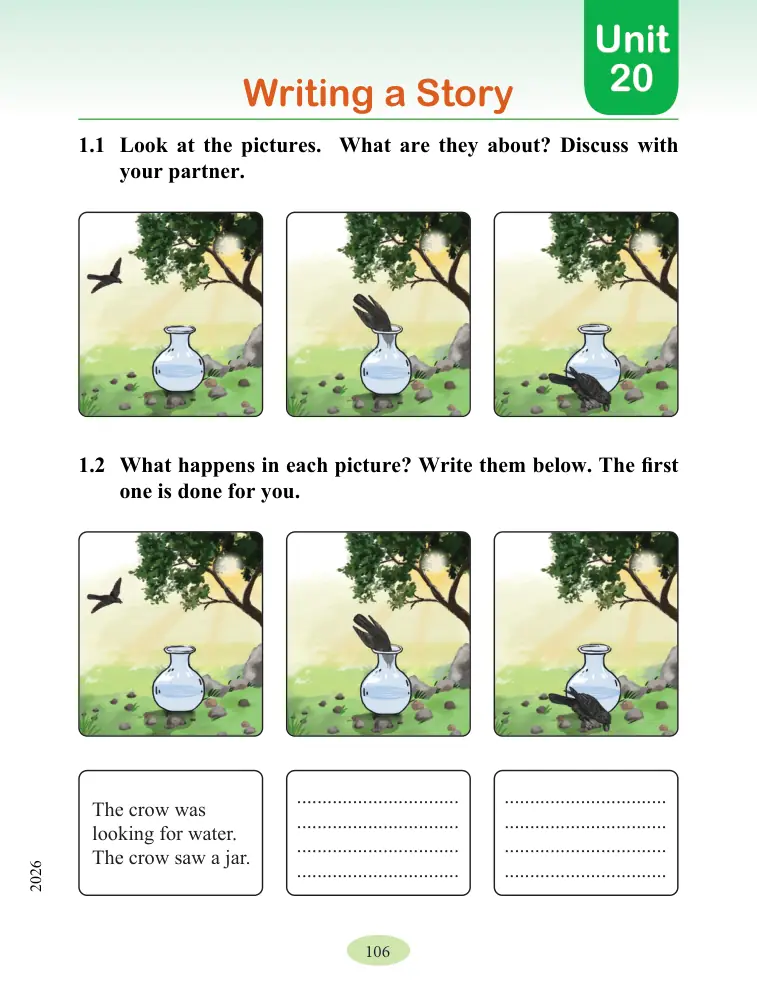 Unit
20
Writing a Story
1.1 Look at the pictures. What are they about? Discuss with
your partner.
1.2 What happens in each picture? Write them below. The first
one is done for you.
The crow was
looking for water.
The crow saw a jar.
2026
106